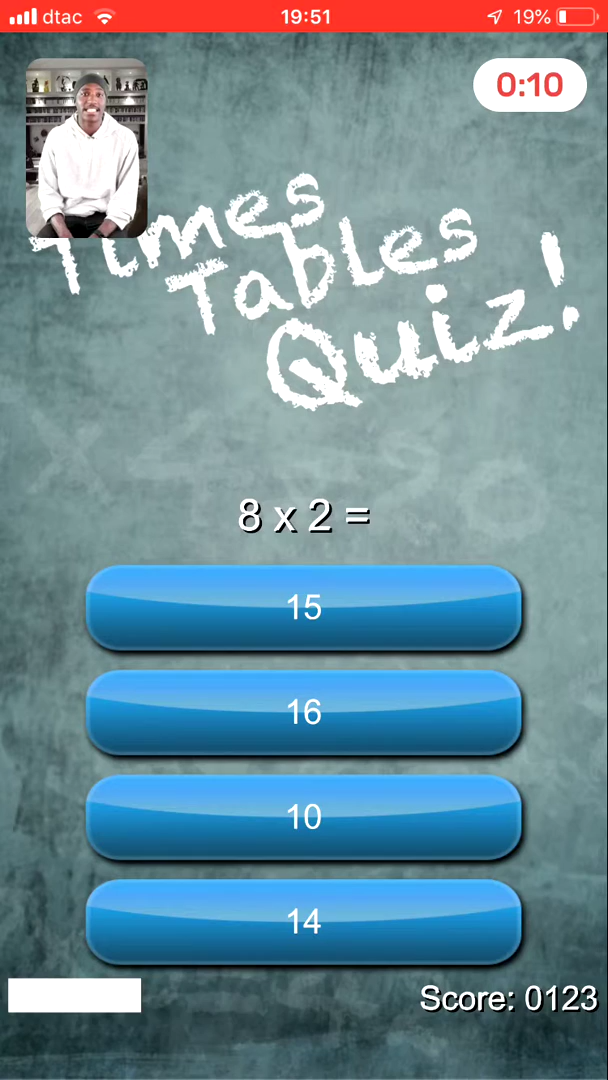 dtac 19:51 19%
0:10
Times
Tables
Quiz!
8 x 2 =
15
16
10
14
Score: 0123